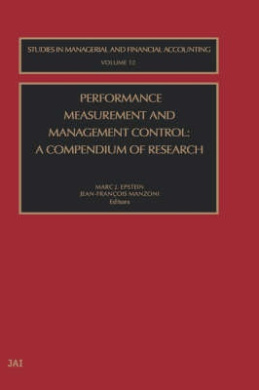 STUDIES IN MANAGERIAL AND FINANCIAL ACCOUNTING
VOLUME 12
PERFORMANCE
MEASUREMENT AND
MANAGEMENT CONTROL:
A COMPENDIUM OF RESEARCH
MARC J. EPSTEIN
JEAN-FRANÇOIS MANZONI
Editors
JAI